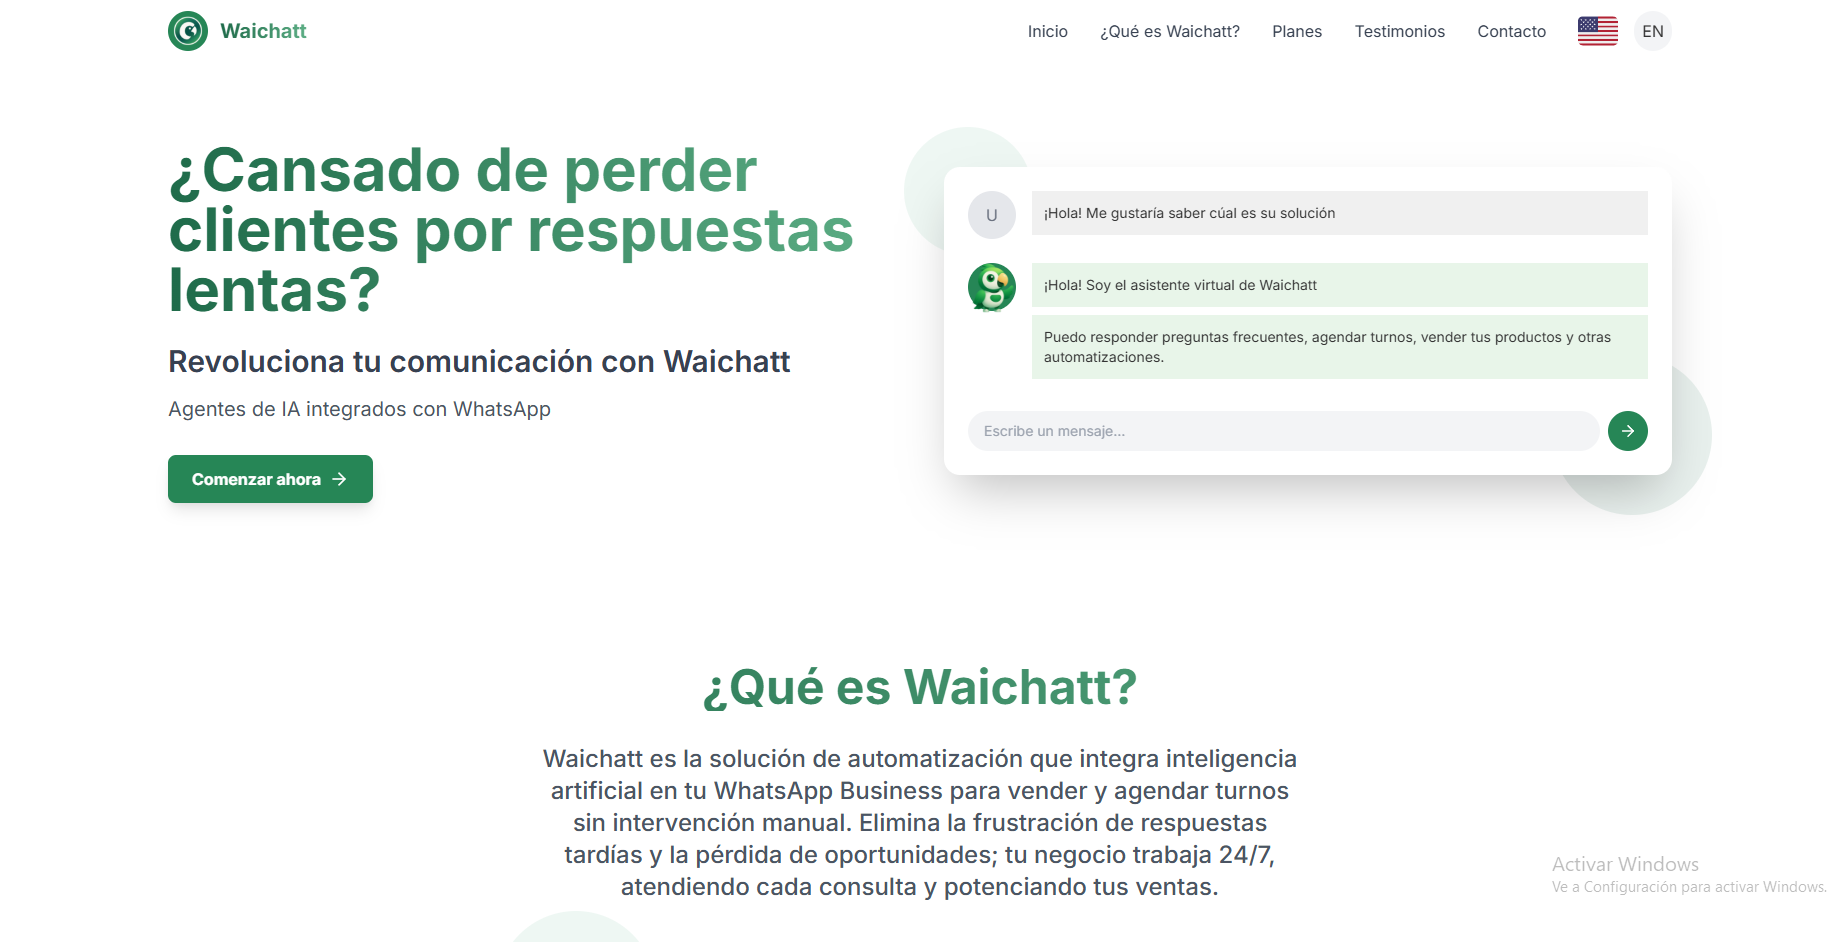 Waichatt
Inicio
¿Qué es Waichatt?
Planes
Testimonios
Contacto
EN
¿Cansado de perder
clientes por respuestas
lentas?
Revoluciona tu comunicación con Waichatt
Agentes de IA integrados con WhatsApp
Comenzar ahora
U
¡Hola! Me gustaría saber cúal es su solución
¡Hola! Soy el asistente virtual de Waichatt
Puedo responder preguntas frecuentes, agendar turnos, vender tus productos y otras
automatizaciones.
Escribe un mensaje...
¿Qué es Waichatt?
Waichatt es la solución de automatización que integra inteligencia
artificial en tu WhatsApp Business para vender y agendar turnos
sin intervención manual. Elimina la frustración de respuestas
tardías y la pérdida de oportunidades; tu negocio trabaja 24/7,
atendiendo cada consulta y potenciando tus ventas.
Activar Windows
Ve a Configuración para activar Windows.